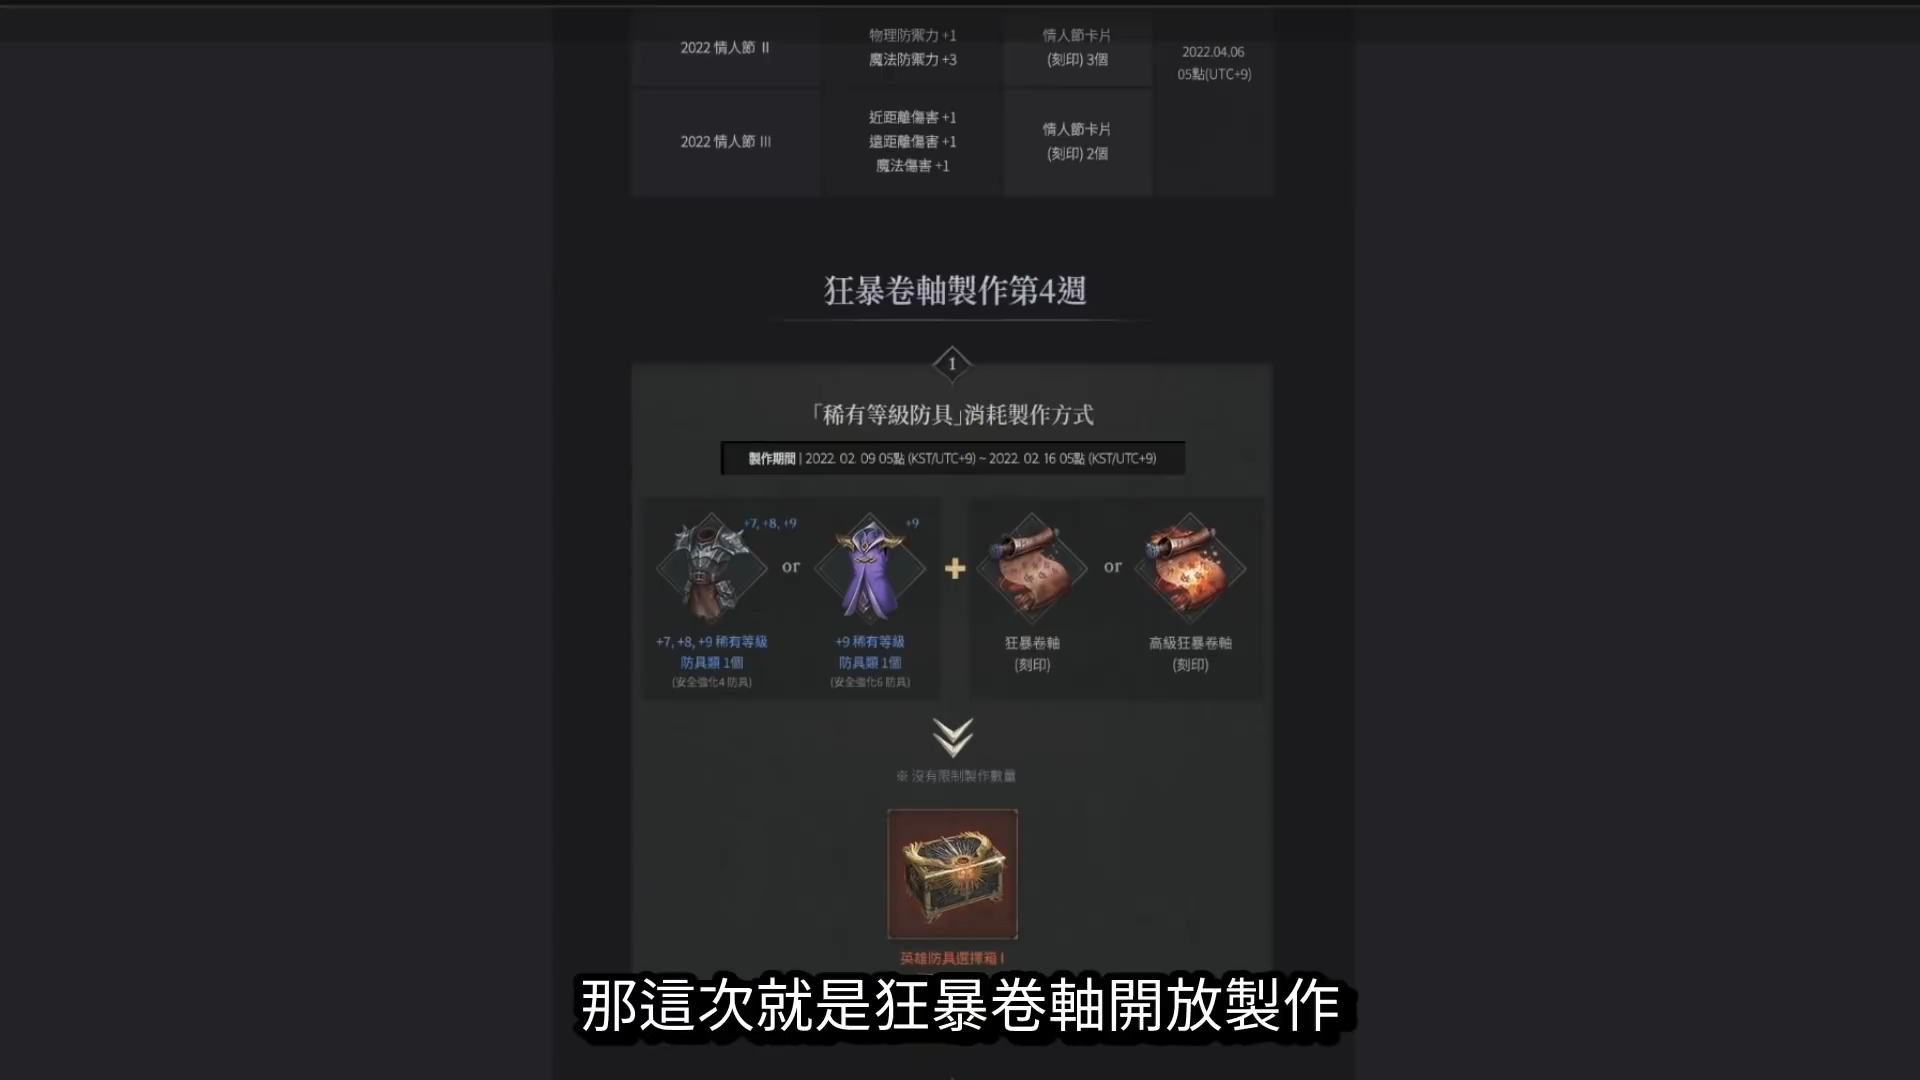 2022 情人節 II
物理防禦力 +1
魔法防禦力 +3
情人節卡片
(刻印) 3個
2022.04.06
05點(UTC+9)
2022 情人節 III
近距離傷害 +1
遠距離傷害 +1
魔法傷害 +1
情人節卡片
(刻印) 2個
狂暴卷軸製作第4週
1
「稀有等級防具」消耗製作方式
製作期間 | 2022. 02. 09 05點 (KST/UTC+9) ~ 2022. 02. 16 05點 (KST/UTC+9)
+7, +8, +9
or
+9
or
+7, +8, +9 稀有等級
防具類 1個
(安全強化4 防具)
+9 稀有等級
防具類 1個
(安全強化6 防具)
狂暴卷軸
(刻印)
高級狂暴卷軸
(刻印)
※ 沒有限制製作數量
英雄防具選擇箱 I
那這次就是狂暴卷軸開放製作